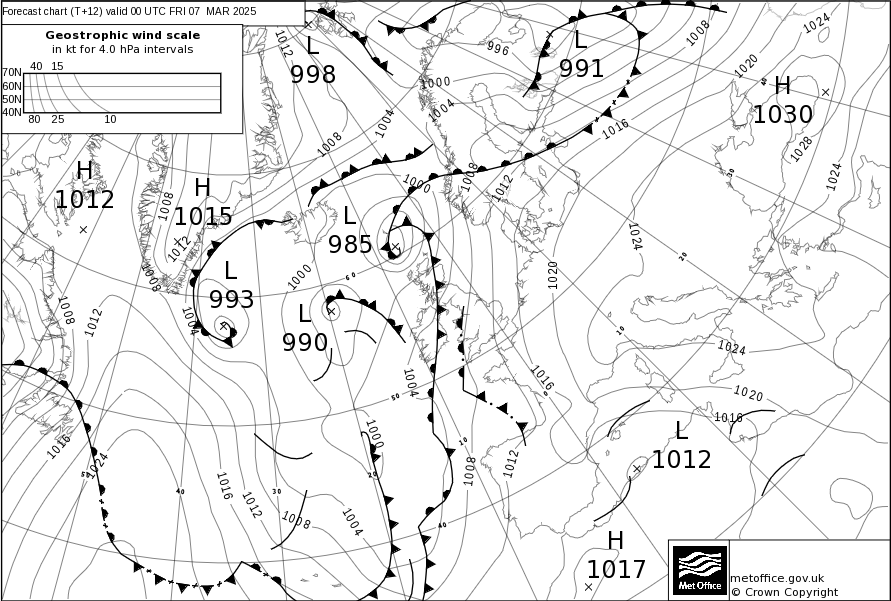 Forecast chart (T+12) valid 00 UTC FRI 07 MAR 2025
Geostrophic wind scale
in kt for 4.0 hPa intervals
40 15
70N
60N
50N
40N
80 25 10
1012
L
998
996
L
991
1008
1024
1020
H
1030
40
1000
1004
1004
1008
1016
1028
H
1012
H
1015
1008
1000
1008
1012
30
1024
L
985
1012
1024
20
1008
L
993
1000
60
1020
1008
1012
1004
L
990
10
1024
1016
1004
50
1020
1016
L
1012
1000
10
1016
1024
50
40
1016
30
20
1008
1012
1012
1008
1004
40
H
1017
Met Office
metoffice.gov.uk
© Crown Copyright